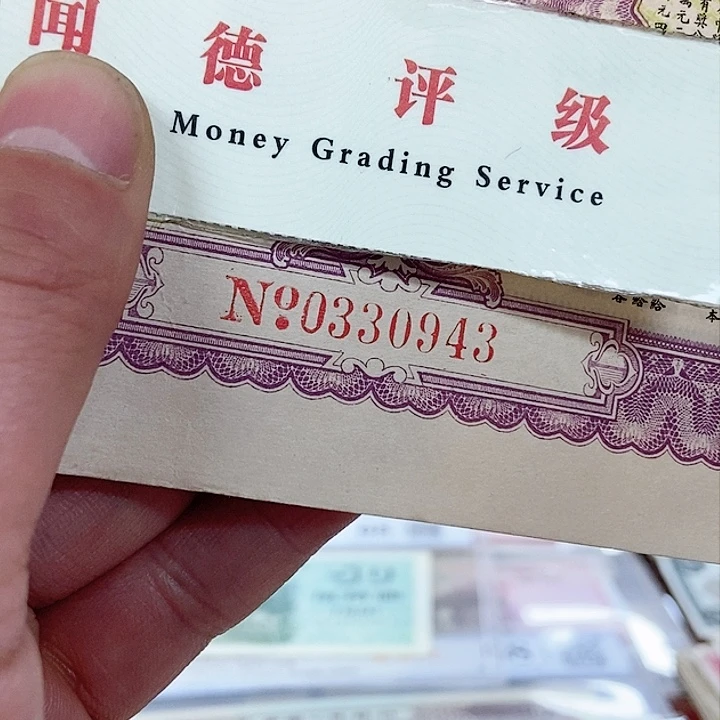 闻德评级
Money Grading Service
Nº0330943